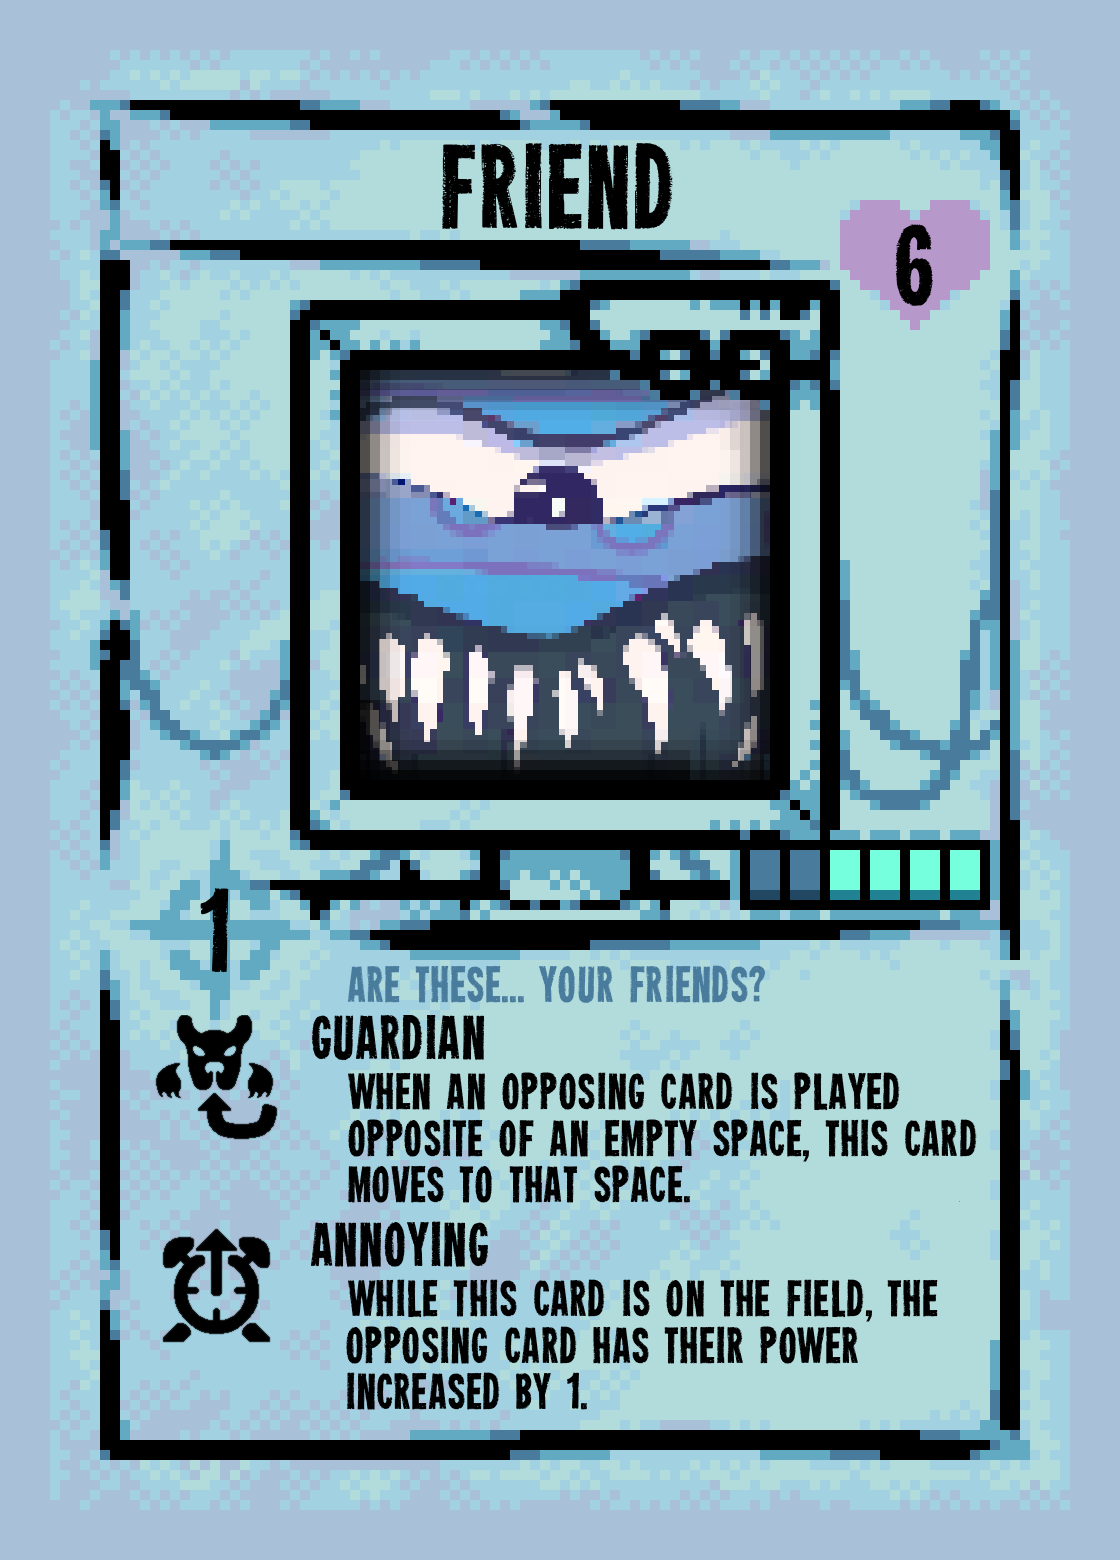 FRIEND
6
1
ARE THESE... YOUR FRIENDS?
GUARDIAN
WHEN AN OPPOSING CARD IS PLAYED
OPPOSITE OF AN EMPTY SPACE, THIS CARD
MOVES TO THAT SPACE.
ANNOYING
WHILE THIS CARD IS ON THE FIELD, THE
OPPOSING CARD HAS THEIR POWER
INCREASED BY 1.